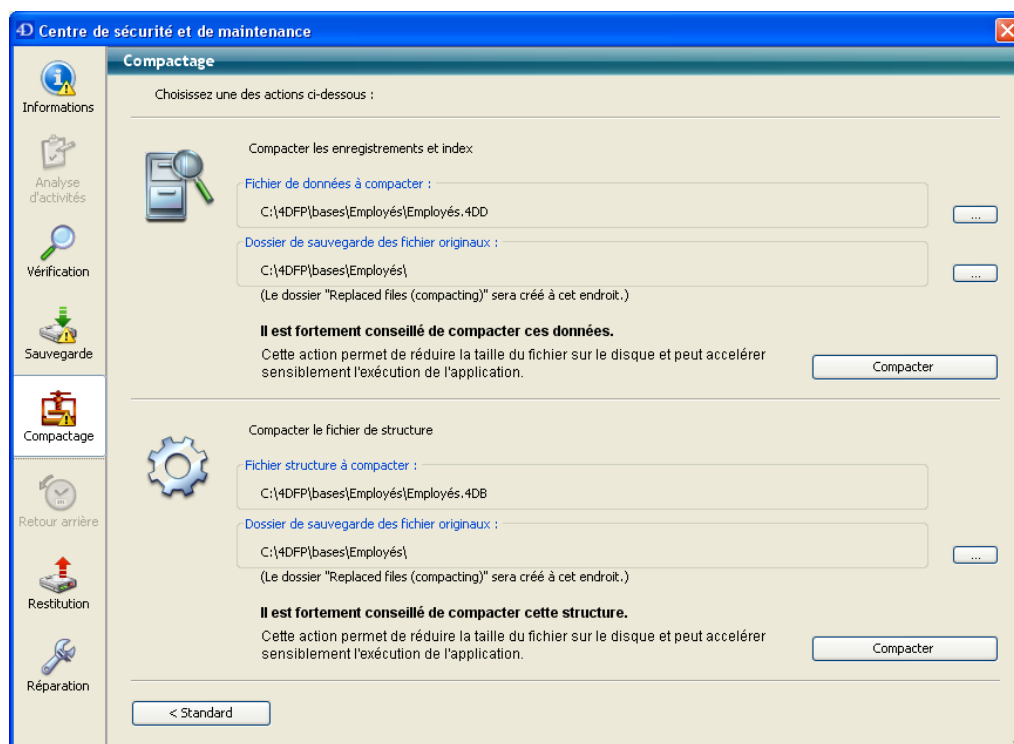 4D Centre de sécurité et de maintenance
Compactage
Informations
Analyse
d'activités
Vérification
Sauvegarde
Compactage
Retour arrière
Restitution
Réparation
Choisissez une des actions ci-dessous :
Compacter les enregistrements et index
Fichier de données à compacter :
C:\4DFP\bases\Employés\Employés.4DD
...
Dossier de sauvegarde des fichier originaux :
C:\4DFP\bases\Employés\
...
(Le dossier "Replaced files (compacting)" sera créé à cet endroit.)
Il est fortement conseillé de compacter ces données.
Cette action permet de réduire la taille du fichier sur le disque et peut accelérer
sensiblement l'exécution de l'application.
Compacter
Compacter le fichier de structure
Fichier structure à compacter :
C:\4DFP\bases\Employés\Employés.4DB
Dossier de sauvegarde des fichier originaux :
C:\4DFP\bases\Employés\
...
(Le dossier "Replaced files (compacting)" sera créé à cet endroit.)
Il est fortement conseillé de compacter cette structure.
Cette action permet de réduire la taille du fichier sur le disque et peut accelérer
sensiblement l'exécution de l'application.
Compacter
< Standard